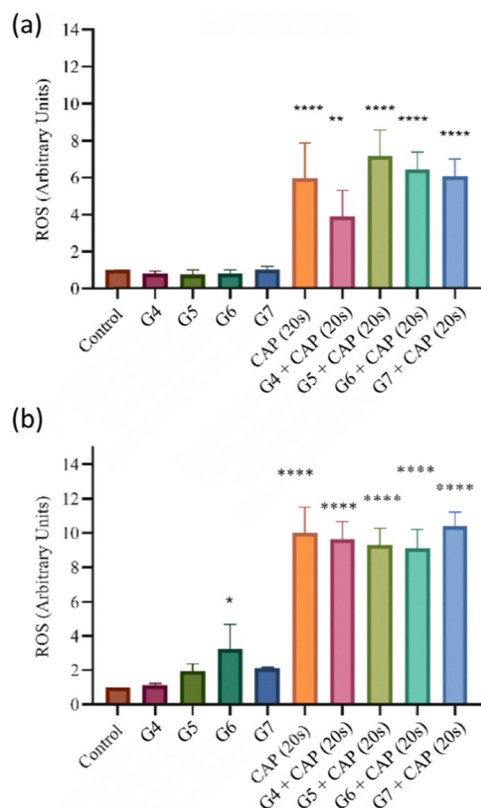 (a)
ROS (Arbitrary Units)
14
12
10
8
6
4
2
0
**** ** **** **** ****
Control G4 G5 G6 G7 CAP (20s) G4 + CAP (20s) G5 + CAP (20s) G6 + CAP (20s) G7 + CAP (20s)
(b)
ROS (Arbitrary Units)
14
12
10
8
6
4
2
0
* **** **** **** **** ****
Control G4 G5 G6 G7 CAP (20s) G4 + CAP (20s) G5 + CAP (20s) G6 + CAP (20s) G7 + CAP (20s)